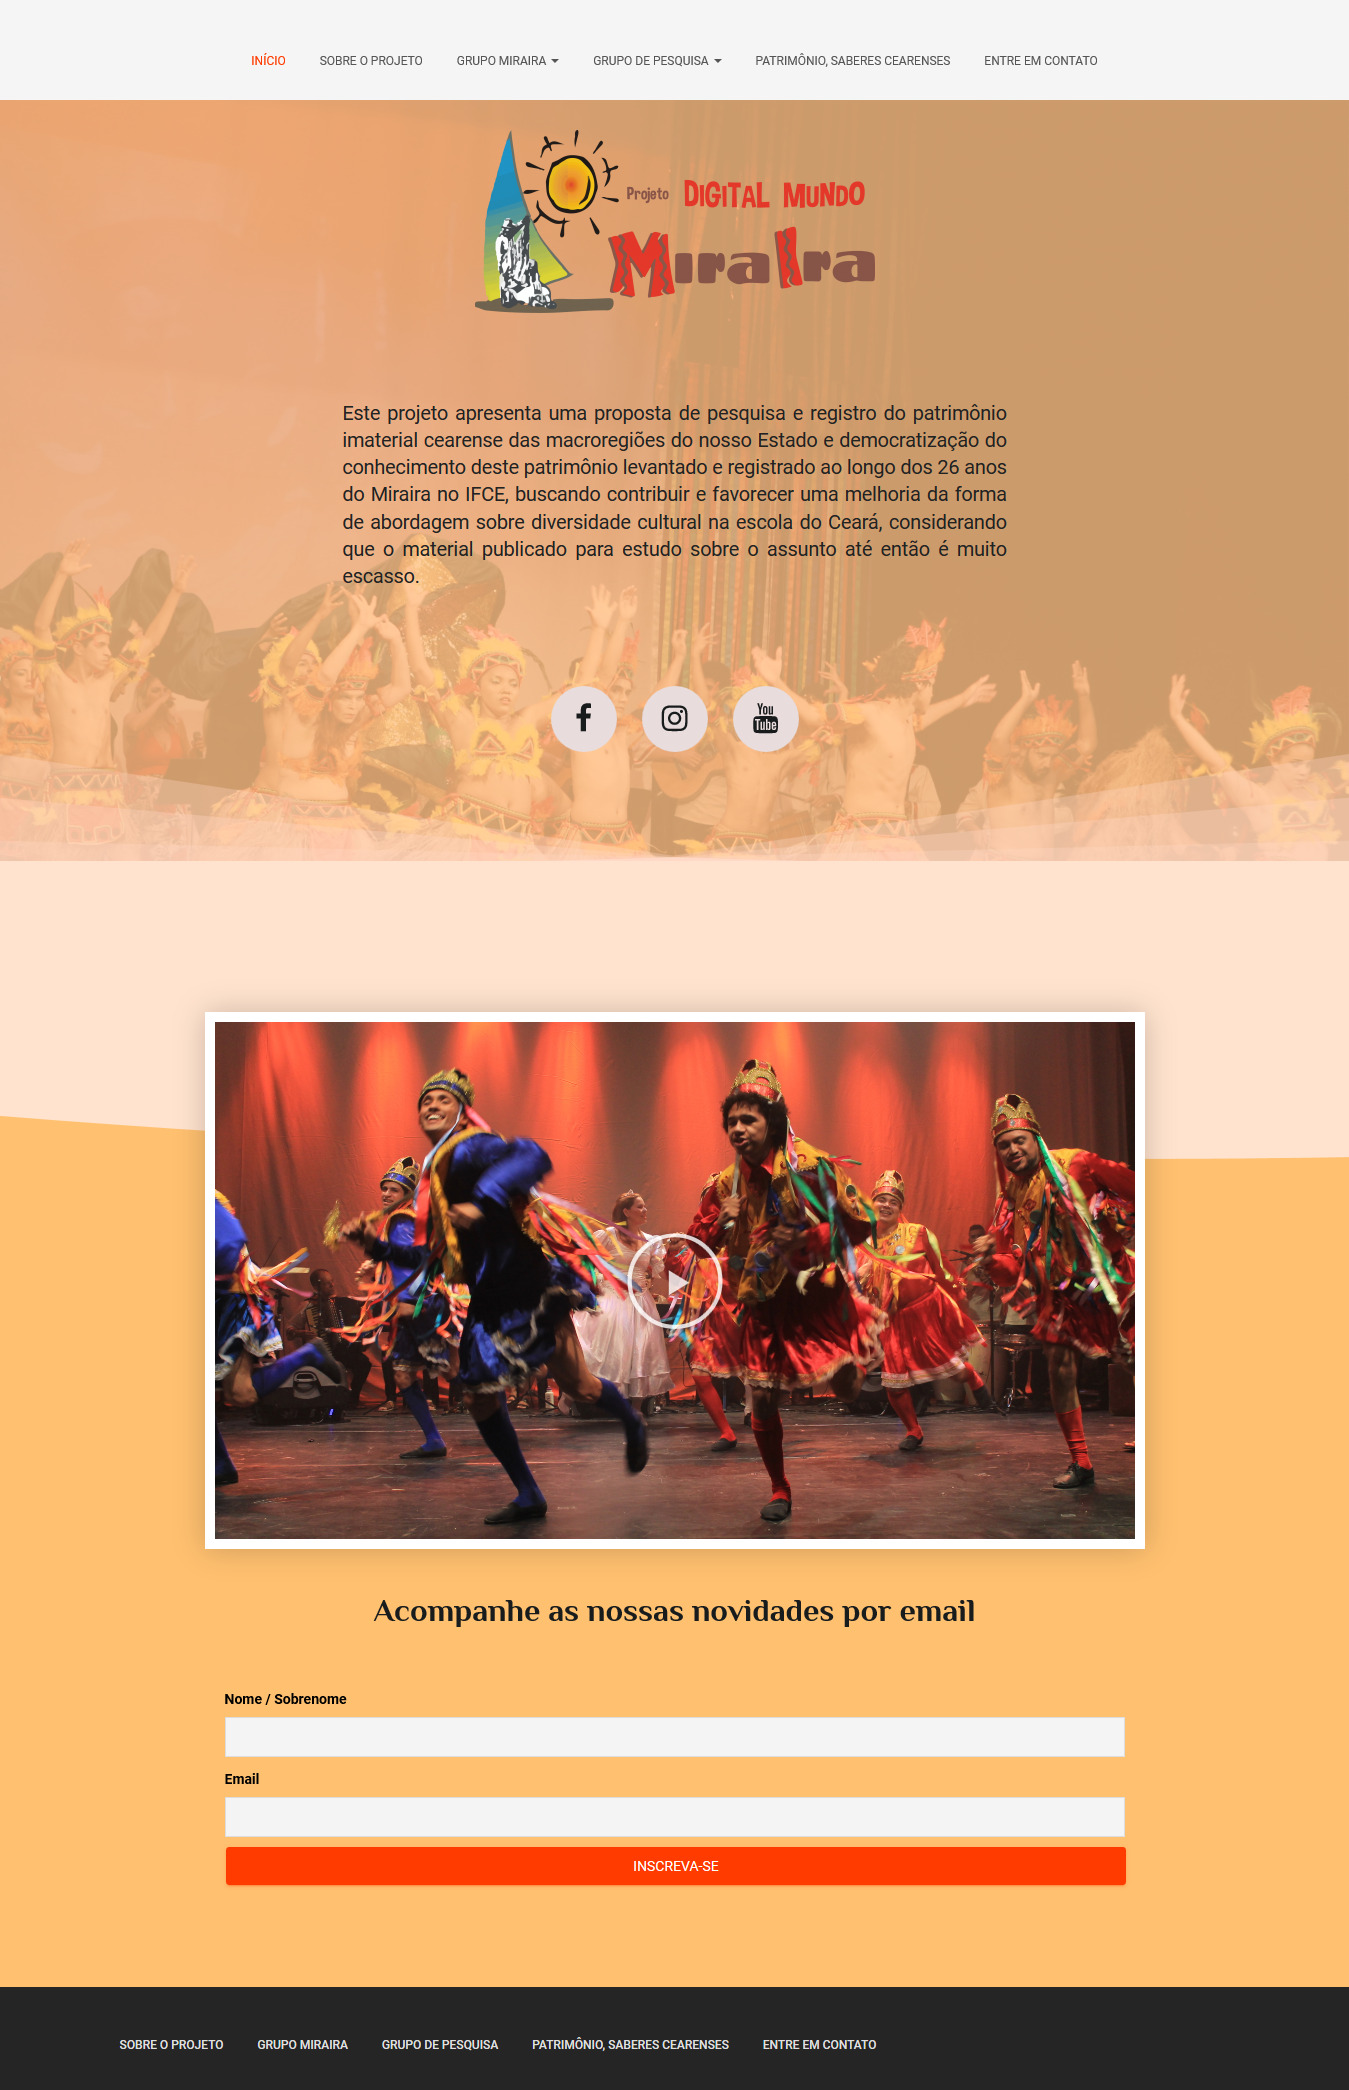 INÍCIO SOBRE O PROJETO GRUPO MIRAIRA GRUPO DE PESQUISA PATRIMÔNIO, SABERES CEARENSES ENTRE EM CONTATO
Projeto DIGITAL MUNDO
MIRAIRA
Este projeto apresenta uma proposta de pesquisa e registro do patrimônio
imaterial cearense das macroregiões do nosso Estado e democratização do
conhecimento deste patrimônio levantado e registrado ao longo dos 26 anos
do Miraira no IFCE, buscando contribuir e favorecer uma melhoria da forma
de abordagem sobre diversidade cultural na escola do Ceará, considerando
que o material publicado para estudo sobre o assunto até então é muito
escasso.
You
Tube
Acompanhe as nossas novidades por email
Nome / Sobrenome
Email
INSCREVA-SE
SOBRE O PROJETO GRUPO MIRAIRA GRUPO DE PESQUISA PATRIMÔNIO, SABERES CEARENSES ENTRE EM CONTATO